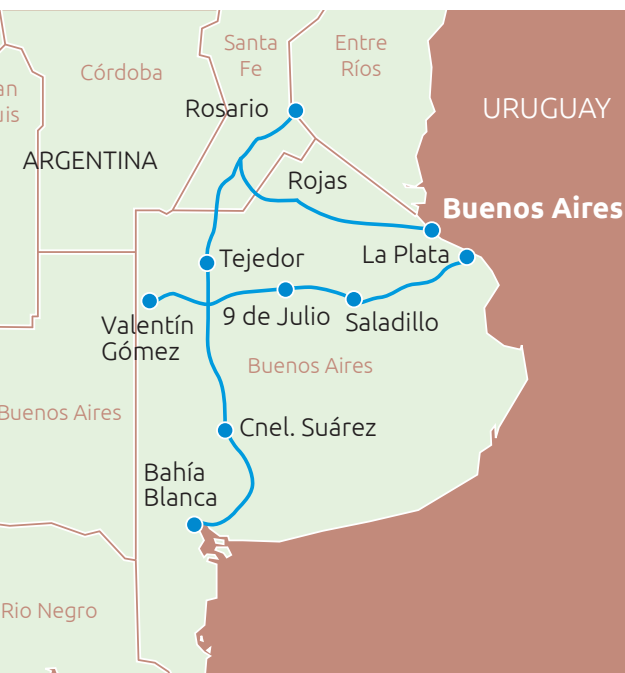 Santa
Fe
Entre
Ríos
Córdoba
Rosario
URUGUAY
ARGENTINA
Rojas
Buenos Aires
Tejedor
La Plata
Valentín
Gómez
9 de Julio
Saladillo
Buenos Aires
Buenos Aires
Cnel. Suárez
Bahía
Blanca
Rio Negro